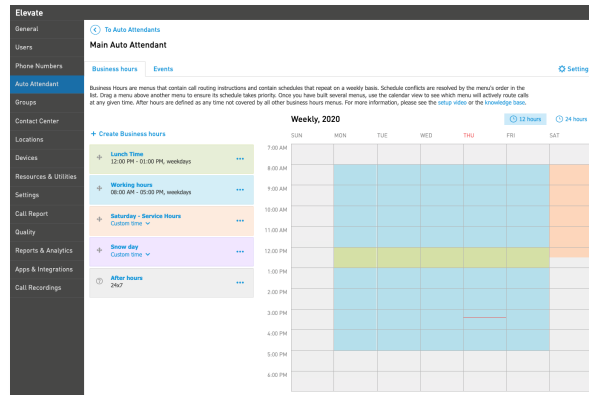 Elevate
General
Users
Phone Numbers
Auto Attendant
Groups
Contact Center
Locations
Devices
Resources & Utilities
Settings
Call Report
Quality
Reports & Analytics
Apps & Integrations
Call Recordings
To Auto Attendants
Main Auto Attendant
Business hours Events Setting
Business Hours are menus that contain call routing instructions and contain schedules that repeat on a weekly basis. Schedule conflicts are resolved by the menu's order in the
list. Drag a menu above another menu to ensure its schedule takes priority. Once you have built several menus, use the calendar view to see which menu will actively route calls
at any given time. After hours are defined as any time not covered by all other business hours menus. For more information, please see the setup video or the knowledge base.
Weekly, 2020 12 hours 24 hours
+ Create Business hours
Lunch Time
12:00 PM - 01:00 PM, weekdays
Working hours
08:00 AM - 05:00 PM, weekdays
Saturday - Service Hours
Custom time
Snow day
Custom time
After hours
24x7
SUN MON TUE WED THU FRI SAT
7:00 AM
8:00 AM
9:00 AM
10:00 AM
11:00 AM
12:00 PM
1:00 PM
2:00 PM
3:00 PM
4:00 PM
5:00 PM
6:00 PM